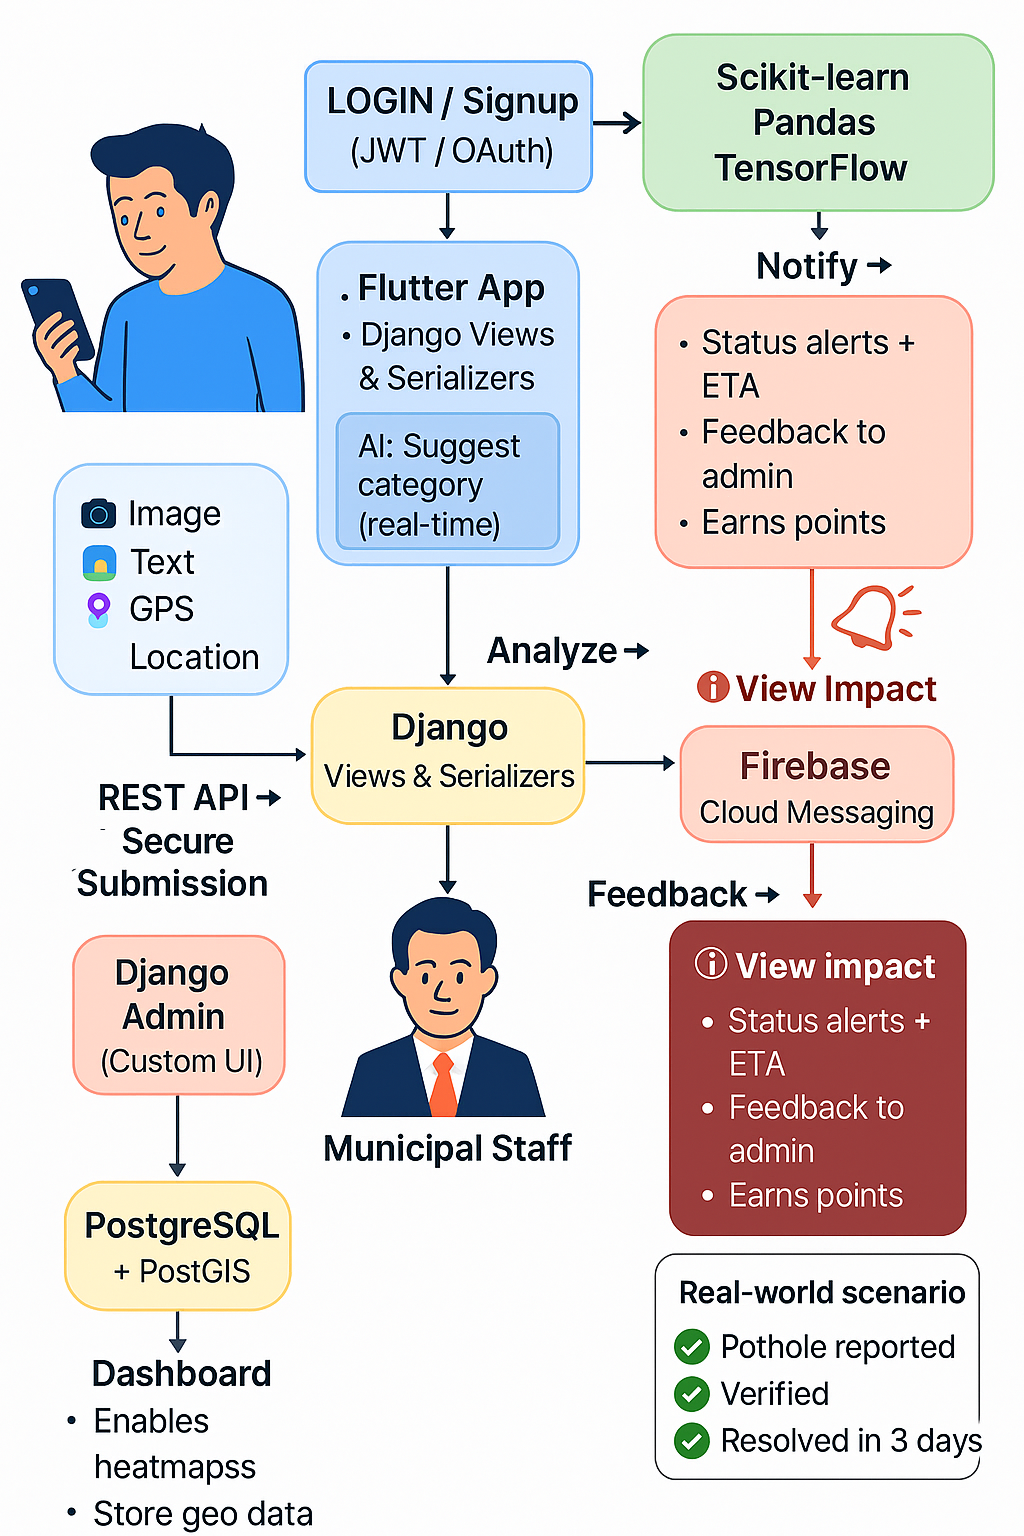 LOGIN / Signup
(JWT / OAuth)
Scikit-learn
Pandas
TensorFlow
Notify →
. Flutter App
• Django Views
& Serializers
AI: Suggest
category
(real-time)
• Status alerts +
ETA
• Feedback to
admin
• Earns points
Image
Text
GPS
Location
Analyze →
View Impact
Django
Views & Serializers
Firebase
Cloud Messaging
REST API →
Secure
Submission
Feedback →
Django
Admin
(Custom UI)
Municipal Staff
View impact
• Status alerts +
ETA
• Feedback to
admin
• Earns points
PostgreSQL
+ PostGIS
Dashboard
• Enables
heatmapss
• Store geo data
Real-world scenario
Pothole reported
Verified
Resolved in 3 days